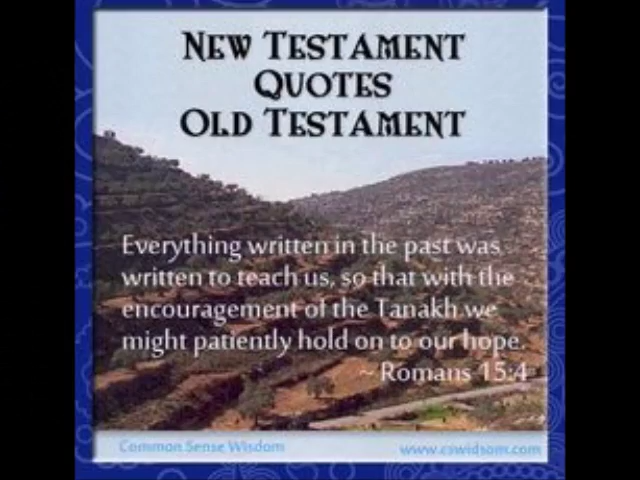 NEW TESTAMENT
QUOTES
OLD TESTAMENT
Everything written in the past was
written to teach us, so that with the
encouragement of the Tanakh we
might patiently hold on to our hope.
~ Romans 15:4
Common Sense Wisdom
www.cswidsom.com